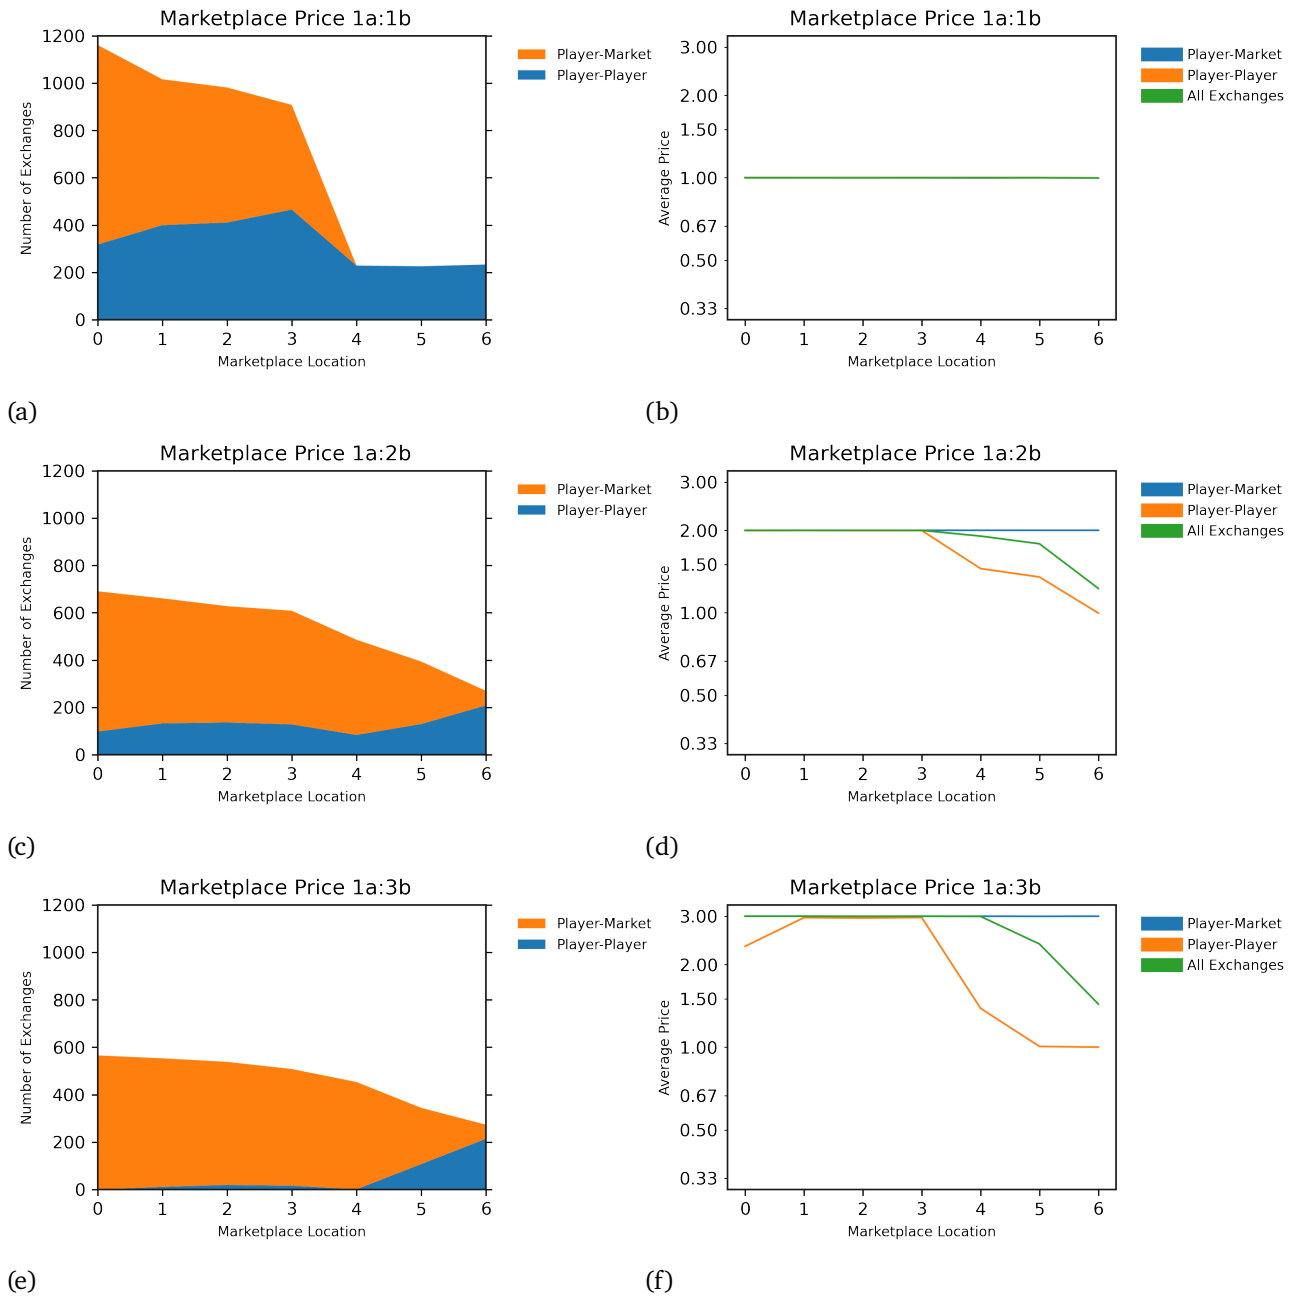 Marketplace Price 1a:1b
1200
1000
800
600
400
200
0
Number of Exchanges
0 1 2 3 4 5 6
Marketplace Location
Player-Market
Player-Player
(a)
Marketplace Price 1a:1b
3.00
2.00
1.50
1.00
0.67
0.50
0.33
Average Price
0 1 2 3 4 5 6
Marketplace Location
Player-Market
Player-Player
All Exchanges
(b)
Marketplace Price 1a:2b
1200
1000
800
600
400
200
0
Number of Exchanges
0 1 2 3 4 5 6
Marketplace Location
Player-Market
Player-Player
(c)
Marketplace Price 1a:2b
3.00
2.00
1.50
1.00
0.67
0.50
0.33
Average Price
0 1 2 3 4 5 6
Marketplace Location
Player-Market
Player-Player
All Exchanges
(d)
Marketplace Price 1a:3b
1200
1000
800
600
400
200
0
Number of Exchanges
0 1 2 3 4 5 6
Marketplace Location
Player-Market
Player-Player
(e)
Marketplace Price 1a:3b
3.00
2.00
1.50
1.00
0.67
0.50
0.33
Average Price
0 1 2 3 4 5 6
Marketplace Location
Player-Market
Player-Player
All Exchanges
(f)